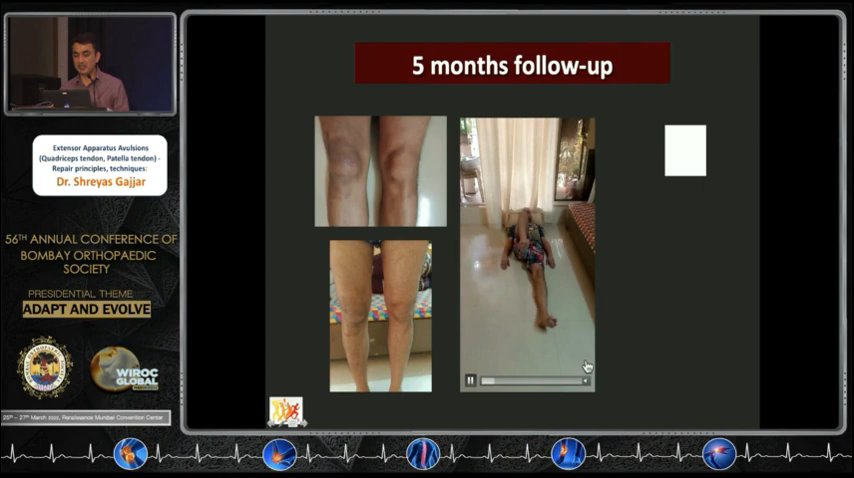 5 months follow-up
Extensor Apparatus Avulsions
(Quadriceps tendon, Patella tendon) -
Repair principles, techniques:
Dr. Shreyas Gajjar
56TH ANNUAL CONFERENCE OF
BOMBAY ORTHOPAEDIC
SOCIETY
PRESIDENTIAL THEME
ADAPT AND EVOLVE
WIROC
GLOBAL
25th – 27th March 2022, Renaissance Mumbai Convention Center